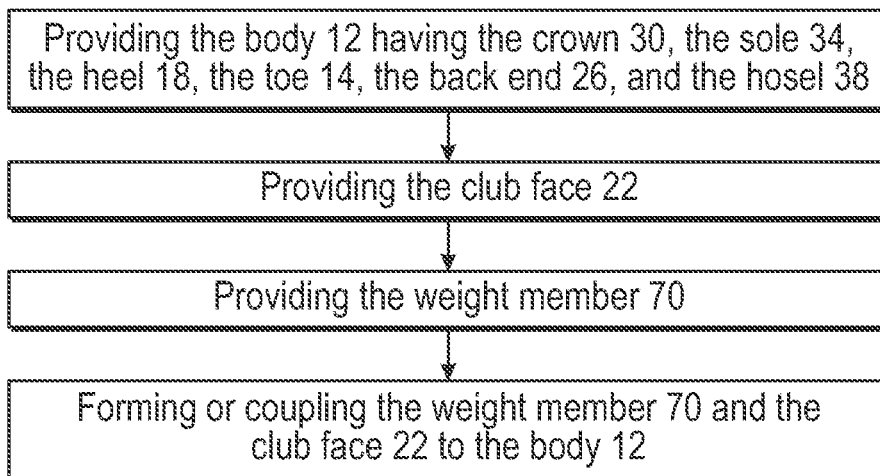 Providing the body 12 having the crown 30, the sole 34,
the heel 18, the toe 14, the back end 26, and the hosel 38
Providing the club face 22
Providing the weight member 70
Forming or coupling the weight member 70 and the
club face 22 to the body 12